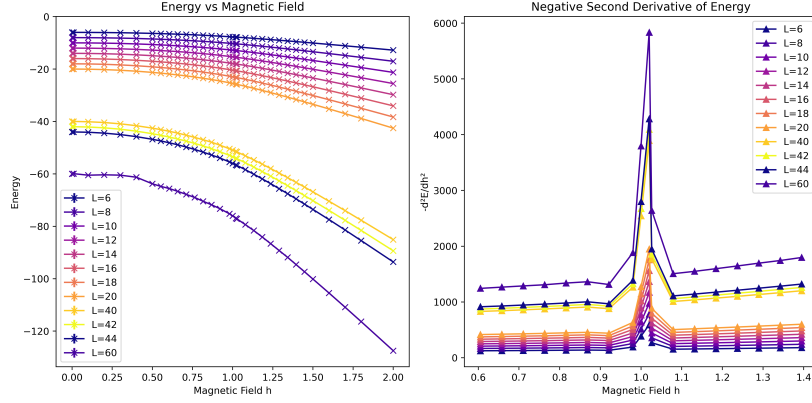 Energy vs Magnetic Field
Energy
0
−20
−40
−60
−80
−100
−120
0.00
0.25
0.50
0.75
1.00
1.25
1.50
1.75
2.00
Magnetic Field h
L=6
L=8
L=10
L=12
L=14
L=16
L=18
L=20
L=40
L=42
L=44
L=60
Negative Second Derivative of Energy
-d²E/dh²
6000
5000
4000
3000
2000
1000
0
0.6
0.7
0.8
0.9
1.0
1.1
1.2
1.3
1.4
Magnetic Field h
L=6
L=8
L=10
L=12
L=14
L=16
L=18
L=20
L=40
L=42
L=44
L=60